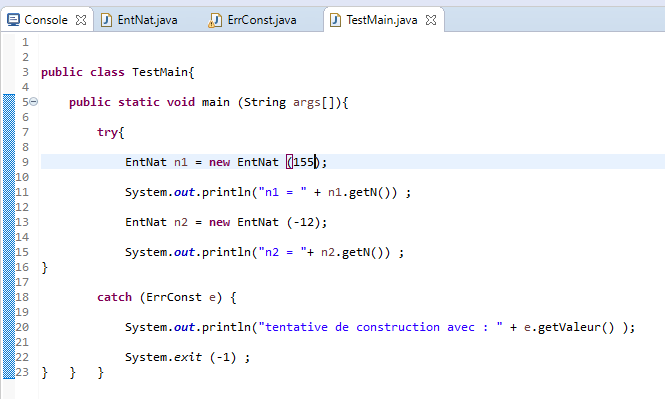 Console EntNat.java ErrConst.java TestMain.java
1
2
3 public class TestMain{
4
5 public static void main (String args[]){
6
7 try{
8
9 EntNat n1 = new EntNat (155);
10
11 System.out.println("n1 = " + n1.getN()) ;
12
13 EntNat n2 = new EntNat (-12);
14
15 System.out.println("n2 = "+ n2.getN()) ;
16 }
17
18 catch (ErrConst e) {
19
20 System.out.println("tentative de construction avec : " + e.getValeur() );
21
22 System.exit (-1) ;
23 } } }